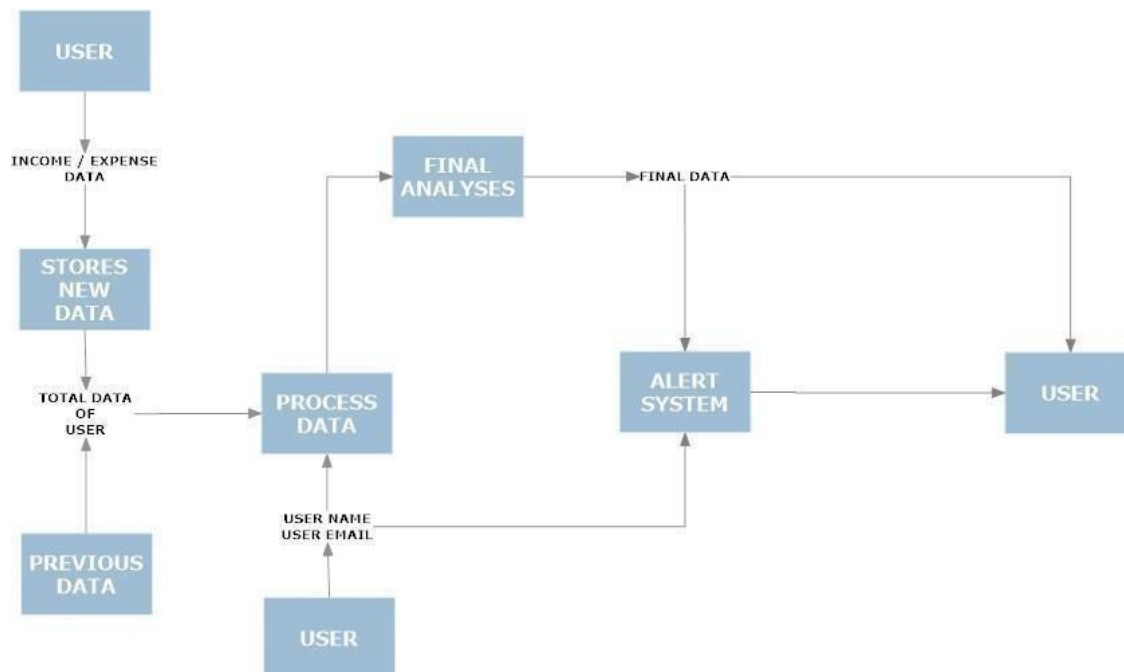 USER
INCOME / EXPENSE
DATA
STORES
NEW
DATA
TOTAL DATA
OF
USER
PREVIOUS
DATA
PROCESS
DATA
USER NAME
USER EMAIL
USER
FINAL
ANALYSES
FINAL DATA
ALERT
SYSTEM
USER